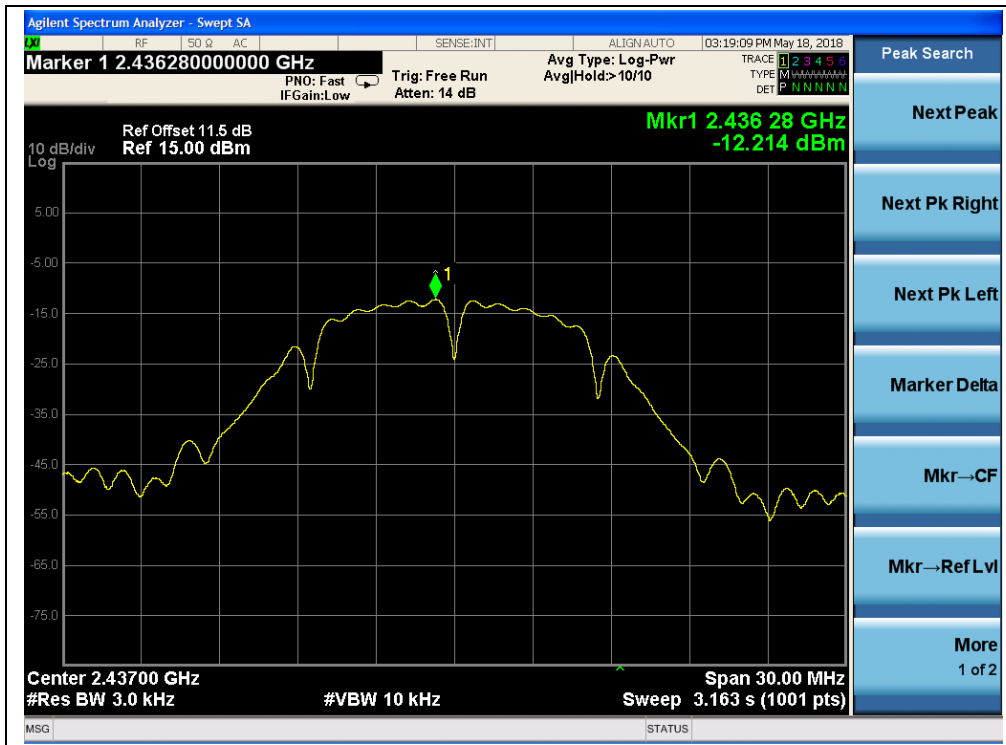 Agilent Spectrum Analyzer - Swept SA
LXI RF 50 Ω AC SENSE:INT ALIGN AUTO 03:19:09 PM May 18, 2018
Marker 1 2.436280000000 GHz
PNO: Fast
IFGain:Low
Trig: Free Run
Atten: 14 dB
Avg Type: Log-Pwr
Avg|Hold:>10/10
TRACE 1 2 3 4 5 6
TYPE M
DET P N N N N N
Mkr1 2.436 28 GHz
-12.214 dBm
Ref Offset 11.5 dB
10 dB/div Ref 15.00 dBm
Log
5.00
-5.00
-15.0
-25.0
-35.0
-45.0
-55.0
-65.0
-75.0
1
Center 2.43700 GHz Span 30.00 MHz
#Res BW 3.0 kHz #VBW 10 kHz Sweep 3.163 s (1001 pts)
MSG STATUS
Peak Search
Next Peak
Next Pk Right
Next Pk Left
Marker Delta
Mkr→CF
Mkr→Ref Lvl
More
1 of 2